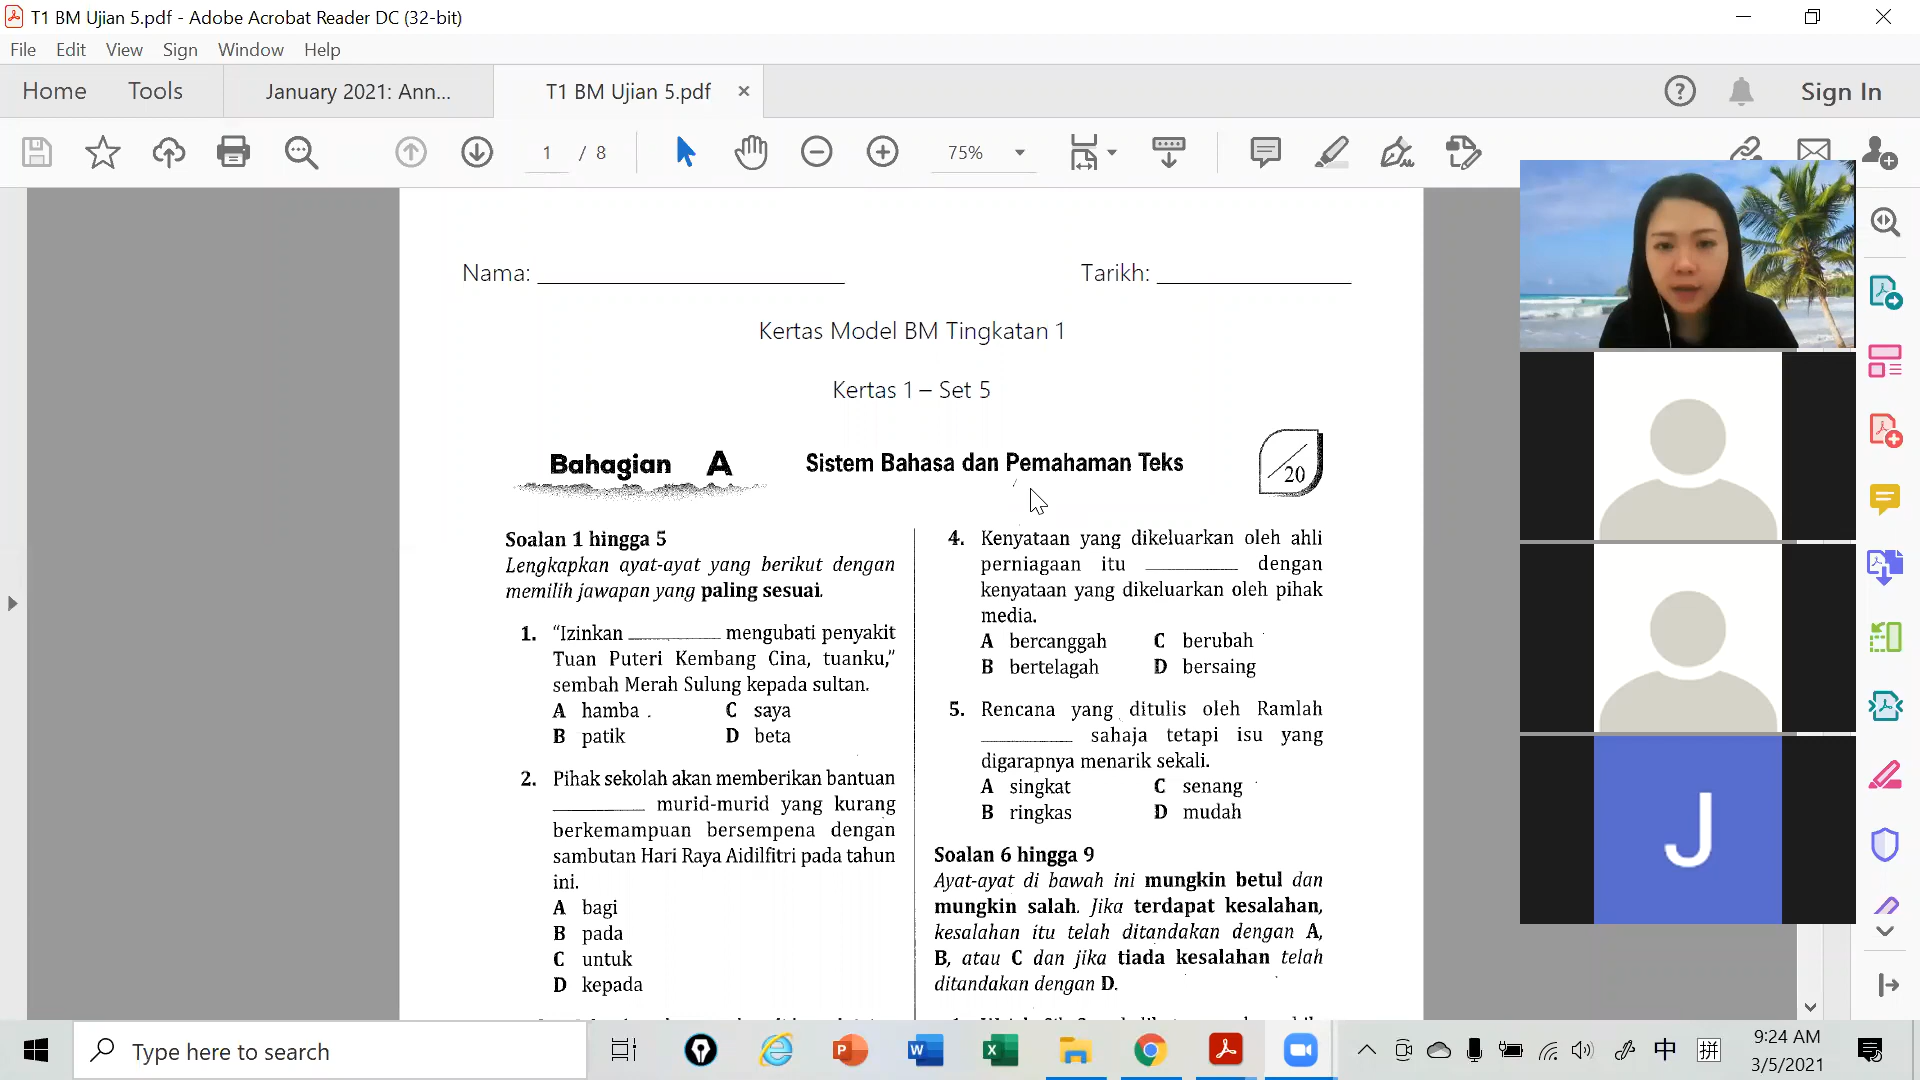 T1 BM Ujian 5.pdf - Adobe Acrobat Reader DC (32-bit)
File Edit View Sign Window Help
Home Tools January 2021: Ann... T1 BM Ujian 5.pdf Sign In
1 / 8 75%
Nama: Tarikh:
Kertas Model BM Tingkatan 1
Kertas 1 – Set 5
Bahagian A Sistem Bahasa dan Pemahaman Teks 20
Soalan 1 hingga 5
Lengkapkan ayat-ayat yang berikut dengan
memilih jawapan yang paling sesuai.
1. “Izinkan __________ mengubati penyakit
Tuan Puteri Kembang Cina, tuanku,”
sembah Merah Sulung kepada sultan.
A hamba C saya
B patik D beta
2. Pihak sekolah akan memberikan bantuan
__________ murid-murid yang kurang
berkemampuan bersempena dengan
sambutan Hari Raya Aidilfitri pada tahun
ini.
A bagi
B pada
C untuk
D kepada
4. Kenyataan yang dikeluarkan oleh ahli
perniagaan itu __________ dengan
kenyataan yang dikeluarkan oleh pihak
media.
A bercanggah C berubah
B bertelagah D bersaing
5. Rencana yang ditulis oleh Ramlah
__________ sahaja tetapi isu yang
digarapnya menarik sekali.
A singkat C senang
B ringkas D mudah
Soalan 6 hingga 9
Ayat-ayat di bawah ini mungkin betul dan
mungkin salah. Jika terdapat kesalahan,
kesalahan itu telah ditandakan dengan A,
B, atau C dan jika tiada kesalahan telah
ditandakan dengan D.
J
Type here to search
中 拼
9:24 AM
3/5/2021